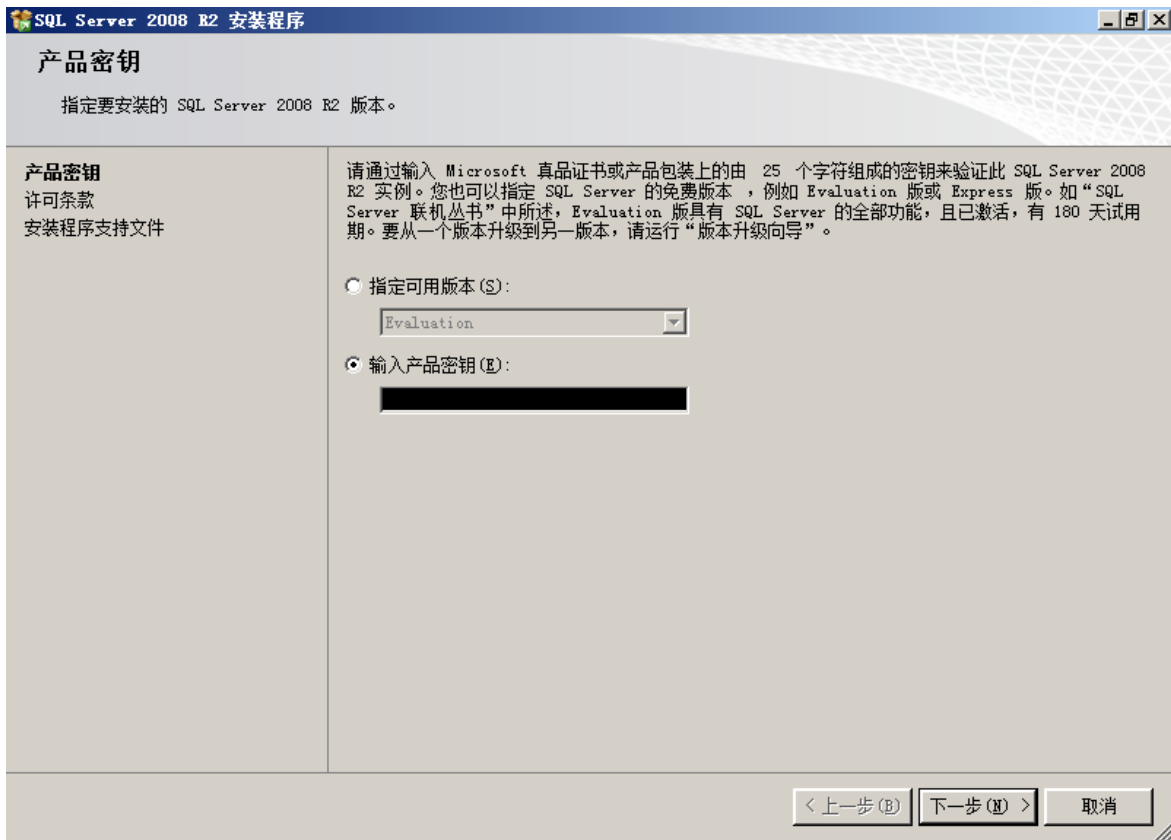 SQL Server 2008 R2 安装程序
产品密钥
指定要安装的 SQL Server 2008 R2 版本。
产品密钥
许可条款
安装程序支持文件
请通过输入 Microsoft 真品证书或产品包装上的由 25 个字符组成的密钥来验证此 SQL Server 2008
R2 实例。您也可以指定 SQL Server 的免费版本 ，例如 Evaluation 版或 Express 版。如“SQL
Server 联机丛书”中所述，Evaluation 版具有 SQL Server 的全部功能，且已激活，有 180 天试用
期。要从一个版本升级到另一版本，请运行“版本升级向导”。
指定可用版本(S):
Evaluation
输入产品密钥(E):
< 上一步(B)
下一步(N) >
取消